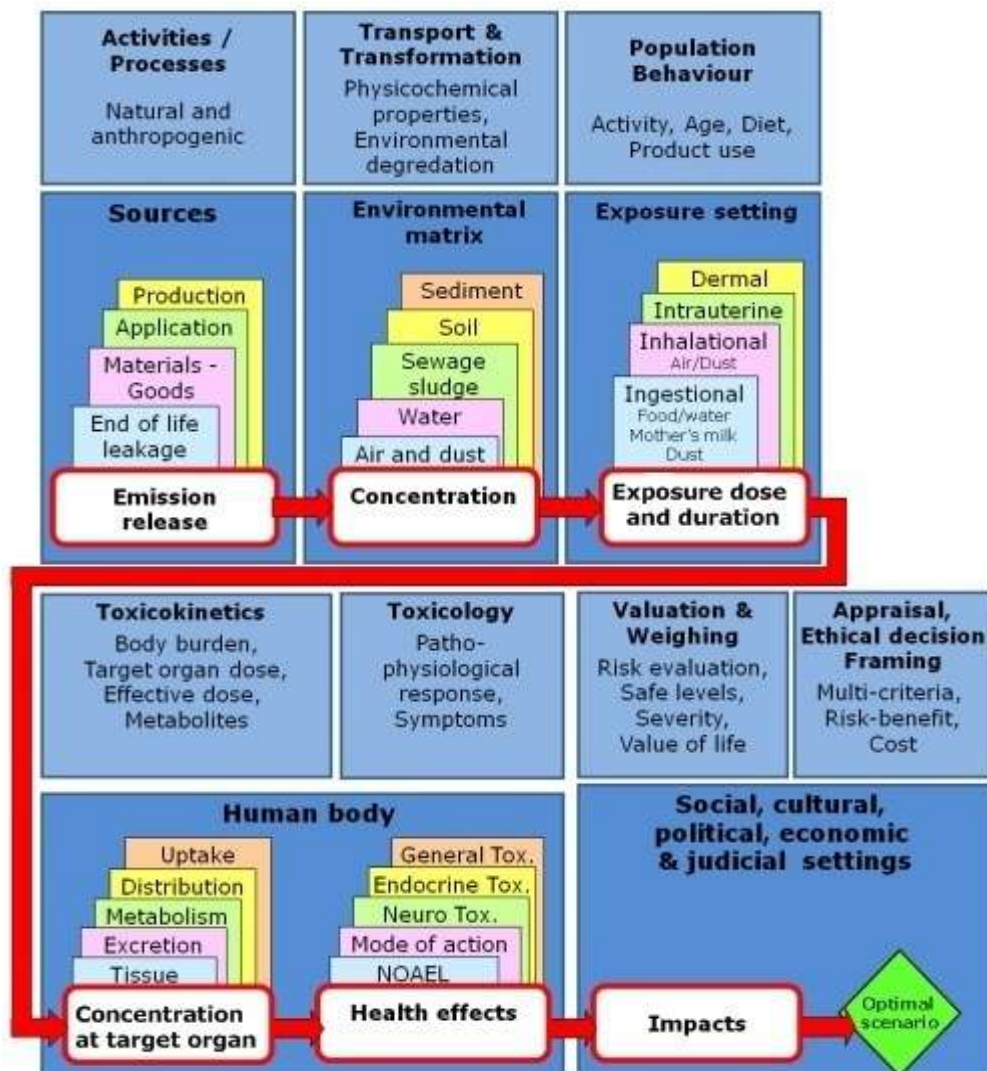 Activities /
Processes
Natural and
anthropogenic
Transport &
Transformation
Physicochemical
properties,
Environmental
degredation
Population
Behaviour
Activity, Age, Diet,
Product use
Sources
Production
Application
Materials -
Goods
End of life
leakage
Emission
release
Environmental
matrix
Sediment
Soil
Sewage
sludge
Water
Air and dust
Concentration
Exposure setting
Dermal
Intrauterine
Inhalational
Air/Dust
Ingestional
Food/water
Mother's milk
Dust
Exposure dose
and duration
Toxicokinetics
Body burden,
Target organ dose,
Effective dose,
Metabolites
Toxicology
Patho-
physiological
response,
Symptoms
Valuation &
Weighing
Risk evaluation,
Safe levels,
Severity,
Value of life
Appraisal,
Ethical decision
Framing
Multi-criteria,
Risk-benefit,
Cost
Human body
Uptake
Distribution
Metabolism
Excretion
Tissue
Concentration
at target organ
General Tox.
Endocrine Tox.
Neuro Tox.
Mode of action
NOAEL
Health effects
Social, cultural,
political, economic
& judicial settings
Impacts
Optimal
scenario